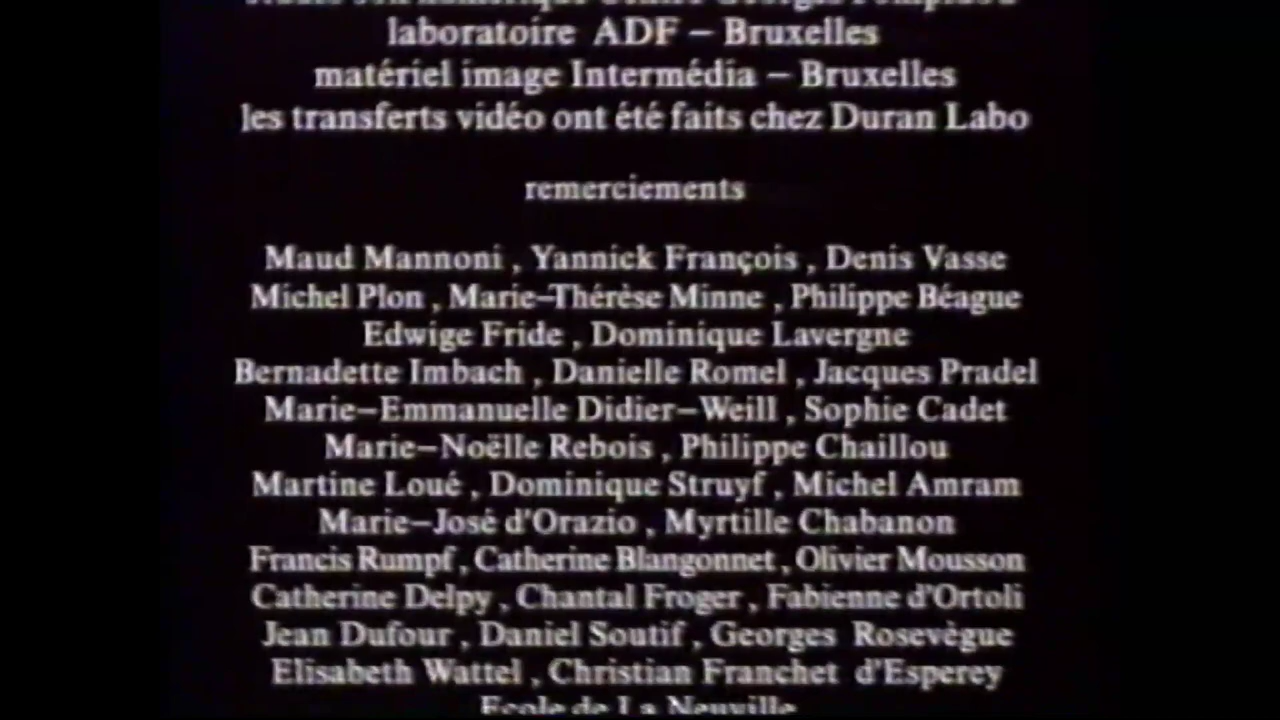 laboratoire ADF – Bruxelles
matériel image Intermédia – Bruxelles
les transferts vidéo ont été faits chez Duran Labo
remerciements
Maud Mannoni , Yannick François , Denis Vasse
Michel Plon , Marie–Thérèse Minne , Philippe Béague
Edwige Fride , Dominique Lavergne
Bernadette Imbach , Danielle Romel , Jacques Pradel
Marie–Emmanuelle Didier–Weill , Sophie Cadet
Marie–Noëlle Rebois , Philippe Chaillou
Martine Loué , Dominique Struyf , Michel Amram
Marie–José d'Orazio , Myrtille Chabanon
Francis Rumpf , Catherine Blangonnet , Olivier Mousson
Catherine Delpy , Chantal Froger , Fabienne d'Ortoli
Jean Dufour , Daniel Soutif , Georges Rosevègue
Elisabeth Wattel , Christian Franchet d'Esperey
Ecole de La Neuville